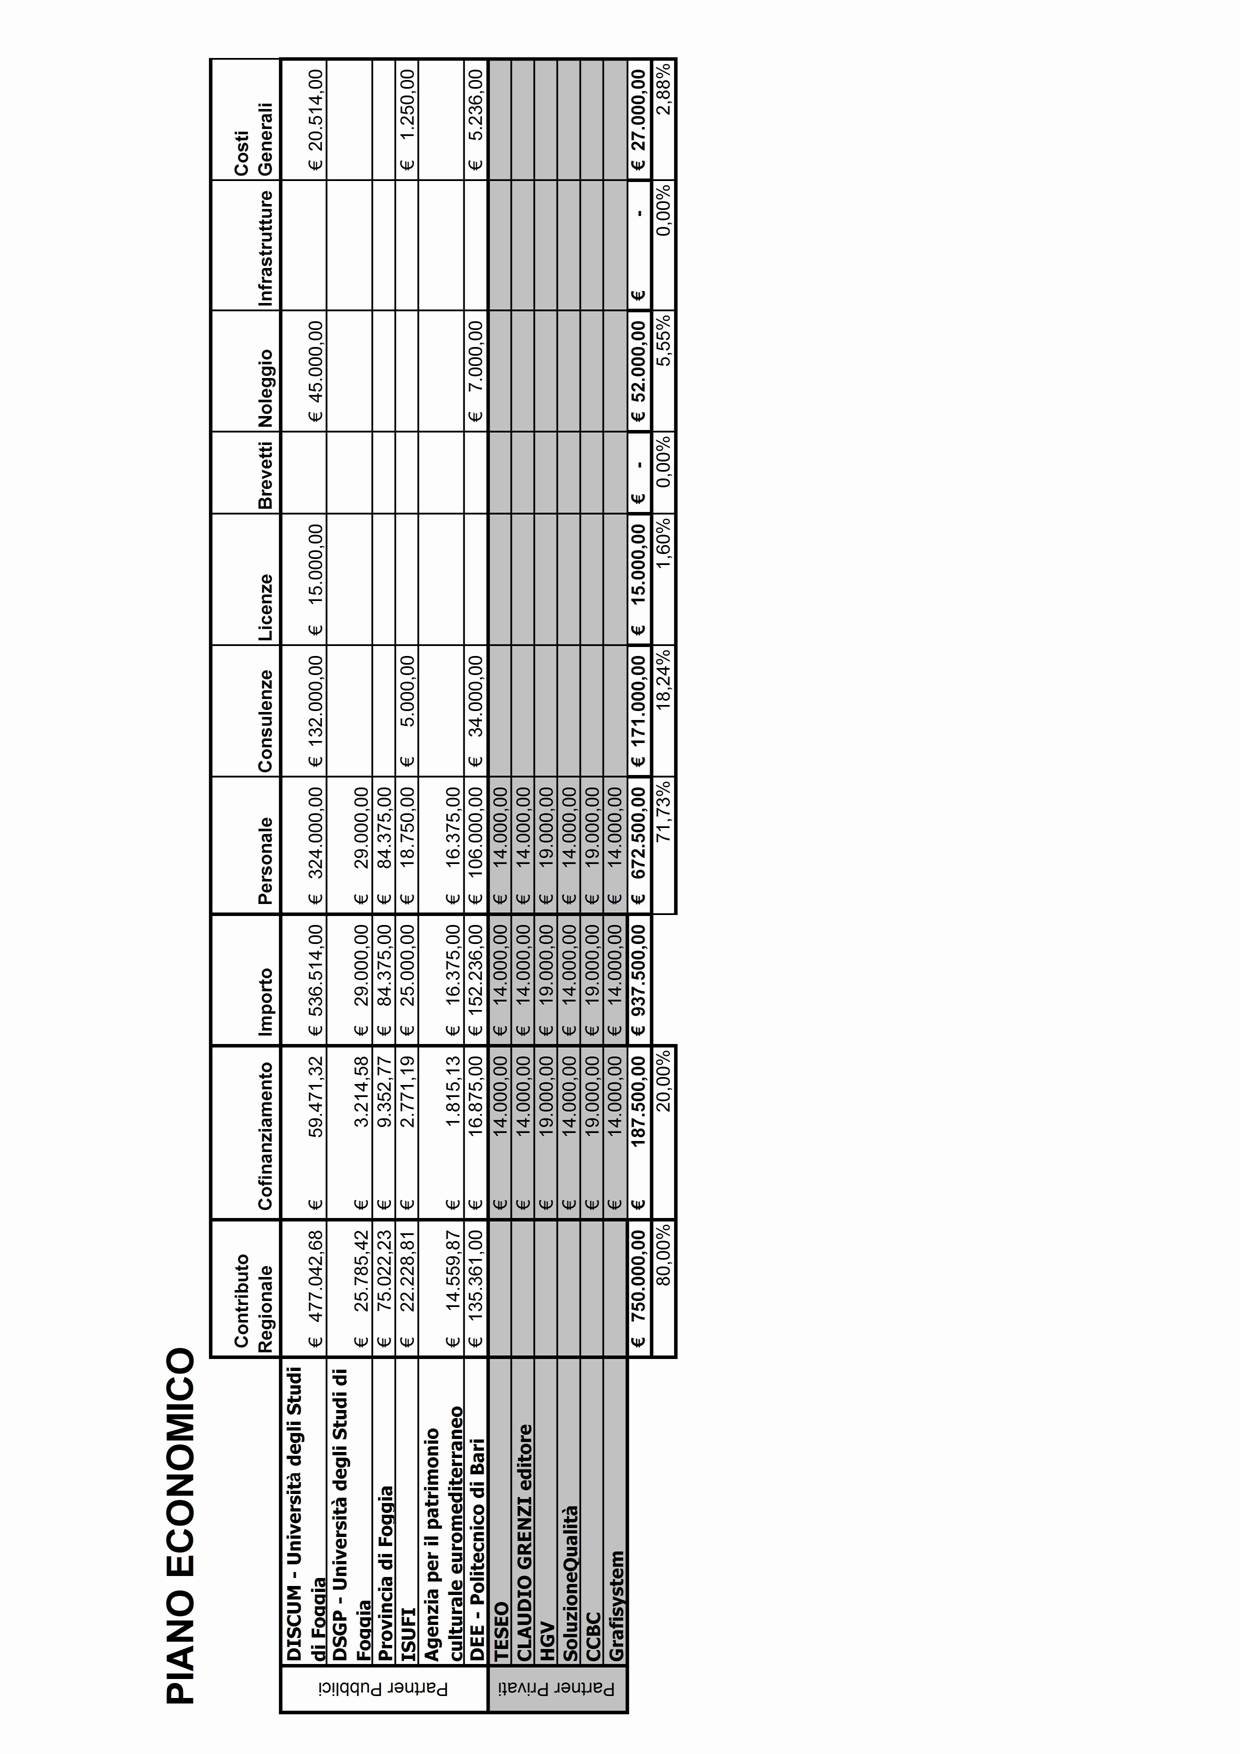 PIANO ECONOMICO
Contributo Regionale Cofinanziamento Importo Personale Consulenze Licenze Brevetti Noleggio Infrastrutture Costi Generali
Partner Pubblici
DISCUM - Università degli Studi di Foggia € 477.042,68 € 59.471,32 € 536.514,00 € 324.000,00 € 132.000,00 € 15.000,00 € 45.000,00 € 20.514,00
DSGP - Università degli Studi di Foggia € 25.785,42 € 3.214,58 € 29.000,00 € 29.000,00
Provincia di Foggia € 75.022,23 € 9.352,77 € 84.375,00 € 84.375,00
ISUFI € 22.228,81 € 2.771,19 € 25.000,00 € 18.750,00 € 5.000,00 € 1.250,00
Agenzia per il patrimonio culturale euromediterraneo € 14.559,87 € 1.815,13 € 16.375,00 € 16.375,00
DEE - Politecnico di Bari € 135.361,00 € 16.875,00 € 152.236,00 € 106.000,00 € 34.000,00 € 7.000,00 € 5.236,00
Partner Privati
TESEO € 14.000,00 € 14.000,00 € 14.000,00
CLAUDIO GRENZI editore € 14.000,00 € 14.000,00 € 14.000,00
HGV € 19.000,00 € 19.000,00 € 19.000,00
SoluzioneQualità € 14.000,00 € 14.000,00 € 14.000,00
CCBC € 19.000,00 € 19.000,00 € 19.000,00
Grafisystem € 14.000,00 € 14.000,00 € 14.000,00
€ 750.000,00 € 187.500,00 € 937.500,00 € 672.500,00 € 171.000,00 € 15.000,00 € - € 52.000,00 € - € 27.000,00
80,00% 20,00% 71,73% 18,24% 1,60% 0,00% 5,55% 0,00% 2,88%